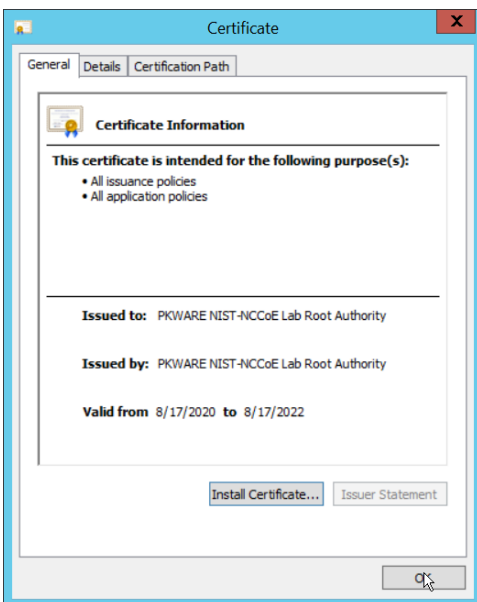 Certificate
X
General
Details
Certification Path
Certificate Information
This certificate is intended for the following purpose(s):
• All issuance policies
• All application policies
Issued to: PKWARE NIST-NCCoE Lab Root Authority
Issued by: PKWARE NIST-NCCoE Lab Root Authority
Valid from 8/17/2020 to 8/17/2022
Install Certificate...
Issuer Statement
OK